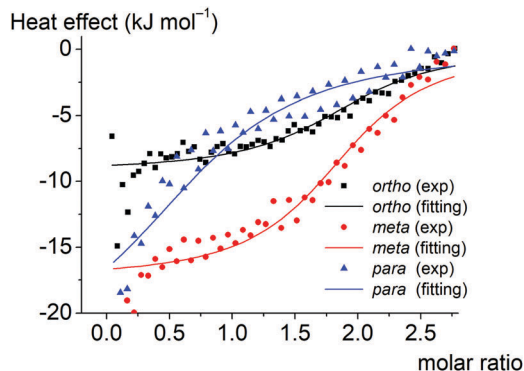 Heat effect (kJ mol⁻¹)
0
-5
-10
-15
-20
ortho (exp)
ortho (fitting)
meta (exp)
meta (fitting)
para (exp)
para (fitting)
0.0 0.5 1.0 1.5 2.0 2.5
molar ratio